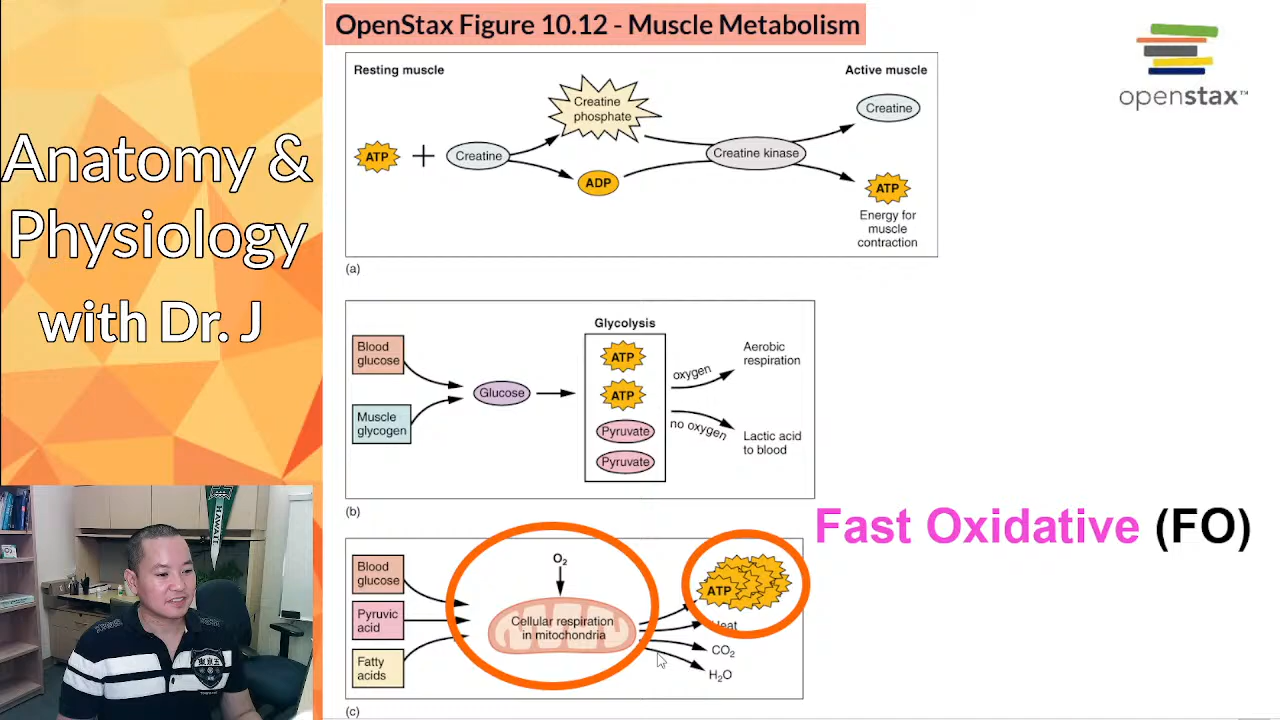 OpenStax Figure 10.12 - Muscle Metabolism
openstax™
Anatomy &
Physiology
with Dr. J
Resting muscle
Active muscle
ATP
+
Creatine
Creatine
phosphate
ADP
Creatine kinase
Creatine
ATP
Energy for
muscle
contraction
(a)
Blood
glucose
Muscle
glycogen
Glucose
Glycolysis
ATP
ATP
Pyruvate
Pyruvate
oxygen
no oxygen
Aerobic
respiration
Lactic acid
to blood
(b)
Fast Oxidative (FO)
Blood
glucose
Pyruvic
acid
Fatty
acids
O₂
Cellular respiration
in mitochondria
ATP
Heat
CO₂
H₂O
(c)
HAWAII